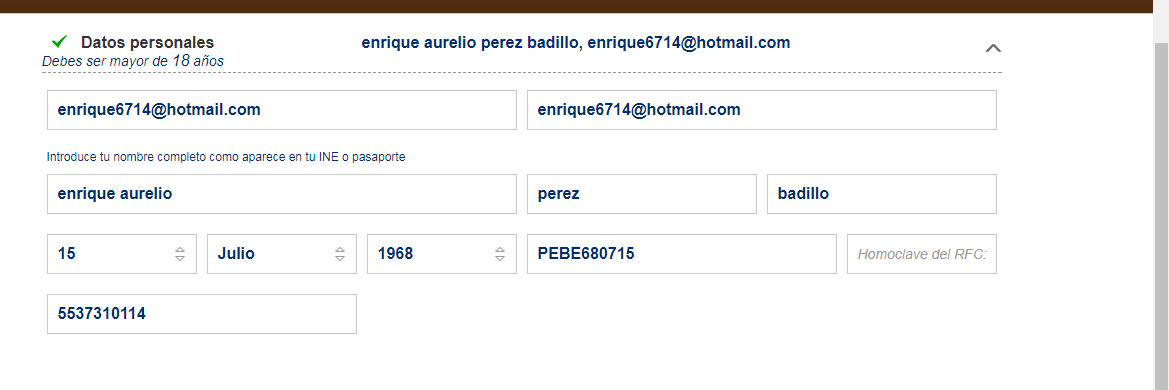 Datos personales enrique aurelio perez badillo, enrique6714@hotmail.com
Debes ser mayor de 18 años
enrique6714@hotmail.com enrique6714@hotmail.com
Introduce tu nombre completo como aparece en tu INE o pasaporte
enrique aurelio perez badillo
15 Julio 1968 PEBE680715 Homoclave del RFC:
5537310114